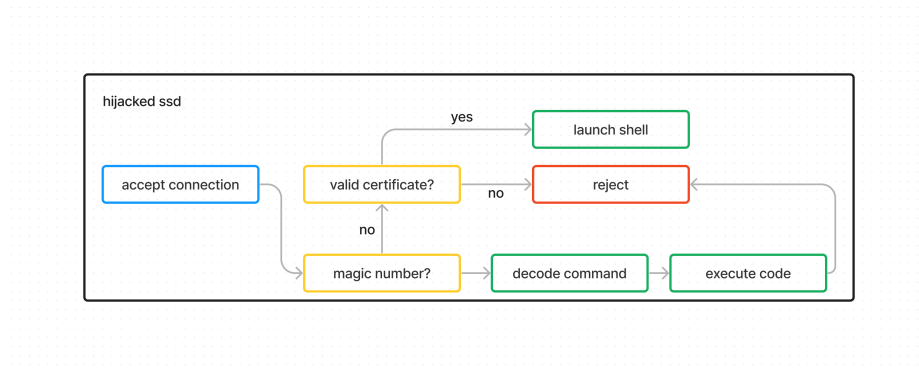 hijacked ssd
yes
launch shell
accept connection
valid certificate?
no
reject
no
magic number?
decode command
execute code